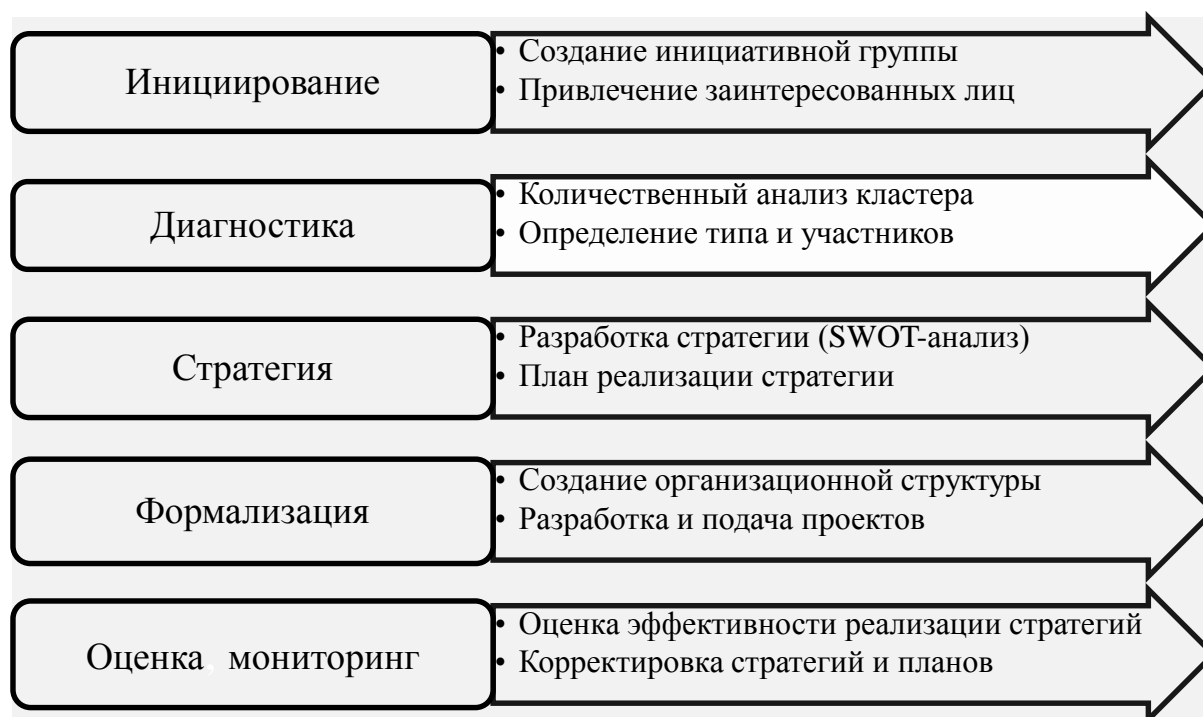 Инициирование
• Создание инициативной группы
• Привлечение заинтересованных лиц
Диагностика
• Количественный анализ кластера
• Определение типа и участников
Стратегия
• Разработка стратегии (SWOT-анализ)
• План реализации стратегии
Формализация
• Создание организационной структуры
• Разработка и подача проектов
Оценка, мониторинг
• Оценка эффективности реализации стратегий
• Корректировка стратегий и планов